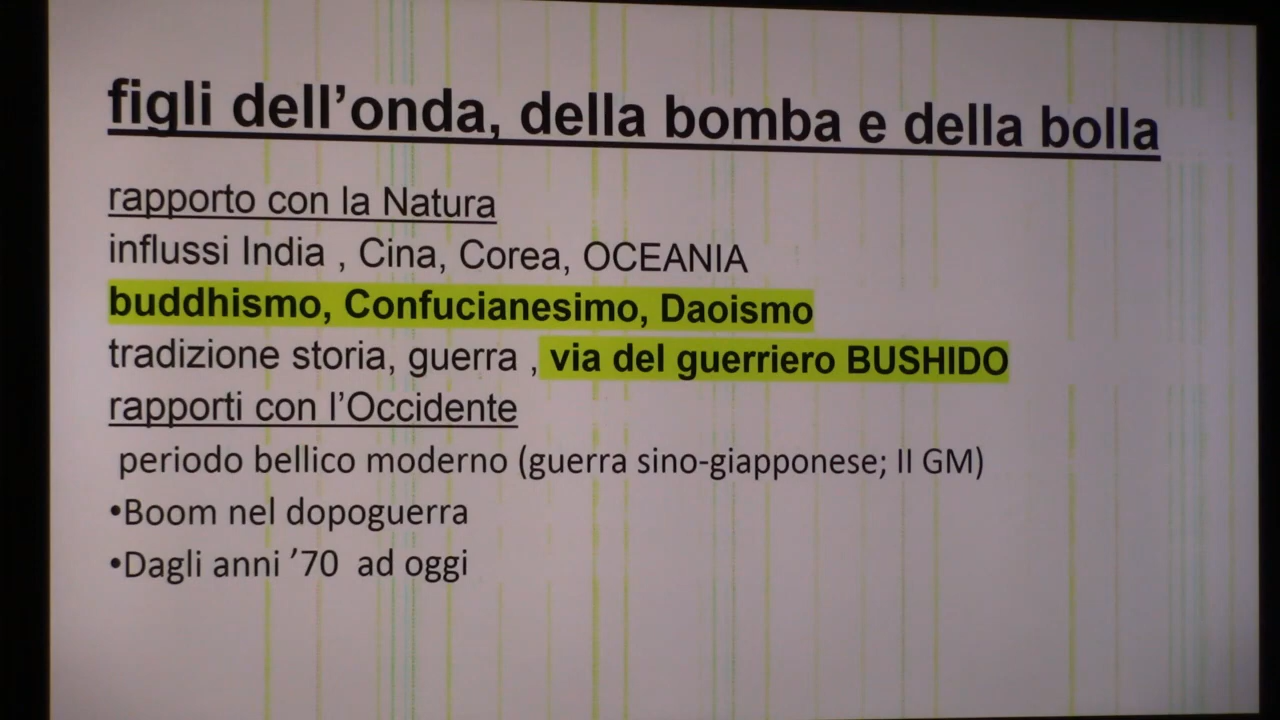 figli dell’onda, della bomba e della bolla
rapporto con la Natura
influssi India , Cina, Corea, OCEANIA
buddhismo, Confucianesimo, Daoismo
tradizione storia, guerra , via del guerriero BUSHIDO
rapporti con l’Occidente
periodo bellico moderno (guerra sino-giapponese; II GM)
•Boom nel dopoguerra
•Dagli anni ’70 ad oggi